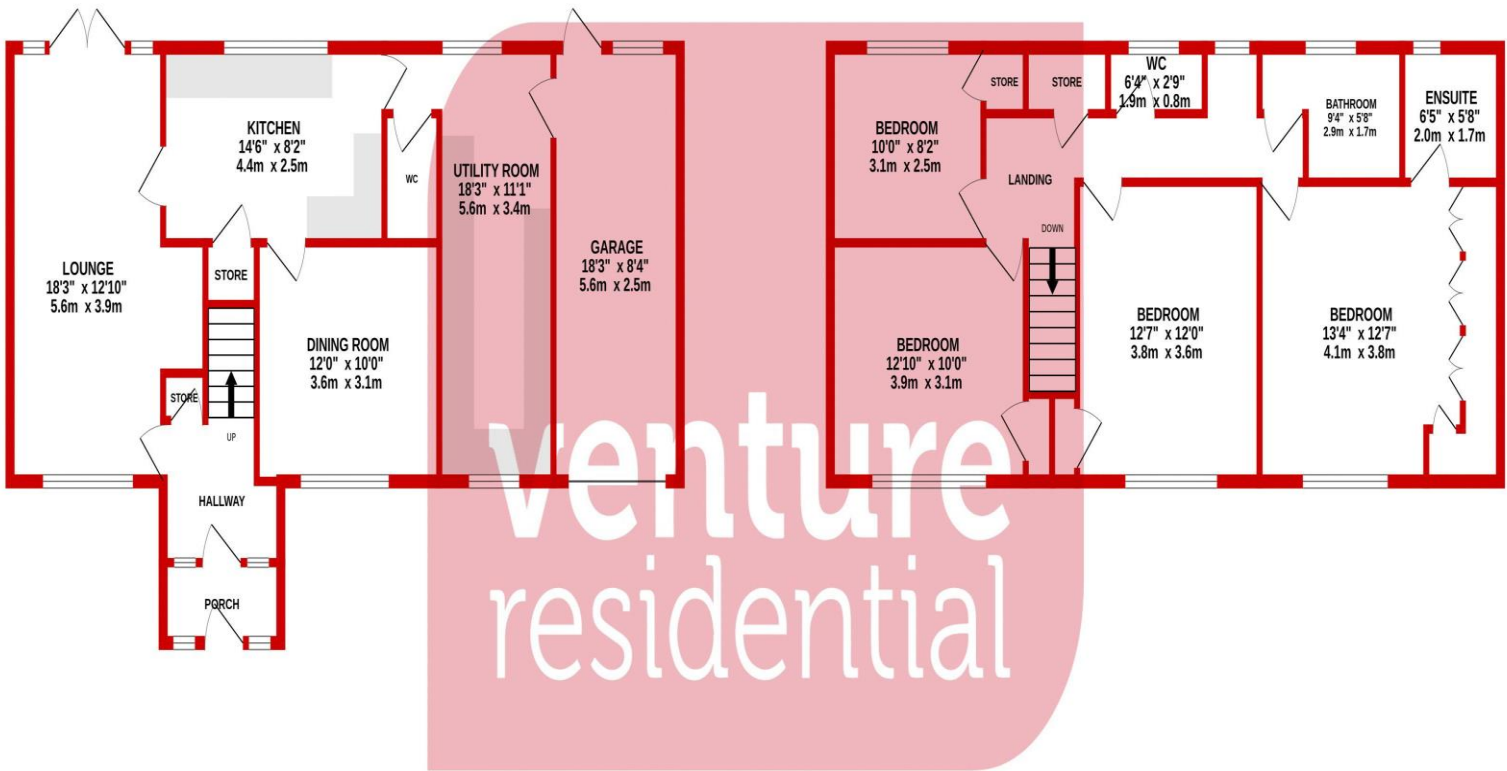 LOUNGE
18'3" x 12'10"
5.6m x 3.9m
KITCHEN
14'6" x 8'2"
4.4m x 2.5m
WC
UTILITY ROOM
18'3" x 11'1"
5.6m x 3.4m
GARAGE
18'3" x 8'4"
5.6m x 2.5m
STORE
DINING ROOM
12'0" x 10'0"
3.6m x 3.1m
STORE
UP
HALLWAY
PORCH
BEDROOM
10'0" x 8'2"
3.1m x 2.5m
STORE
STORE
WC
6'4" x 2'9"
1.9m x 0.8m
BATHROOM
9'4" x 5'8"
2.9m x 1.7m
ENSUITE
6'5" x 5'8"
2.0m x 1.7m
LANDING
DOWN
BEDROOM
12'10" x 10'0"
3.9m x 3.1m
BEDROOM
12'7" x 12'0"
3.8m x 3.6m
BEDROOM
13'4" x 12'7"
4.1m x 3.8m
venture
residential